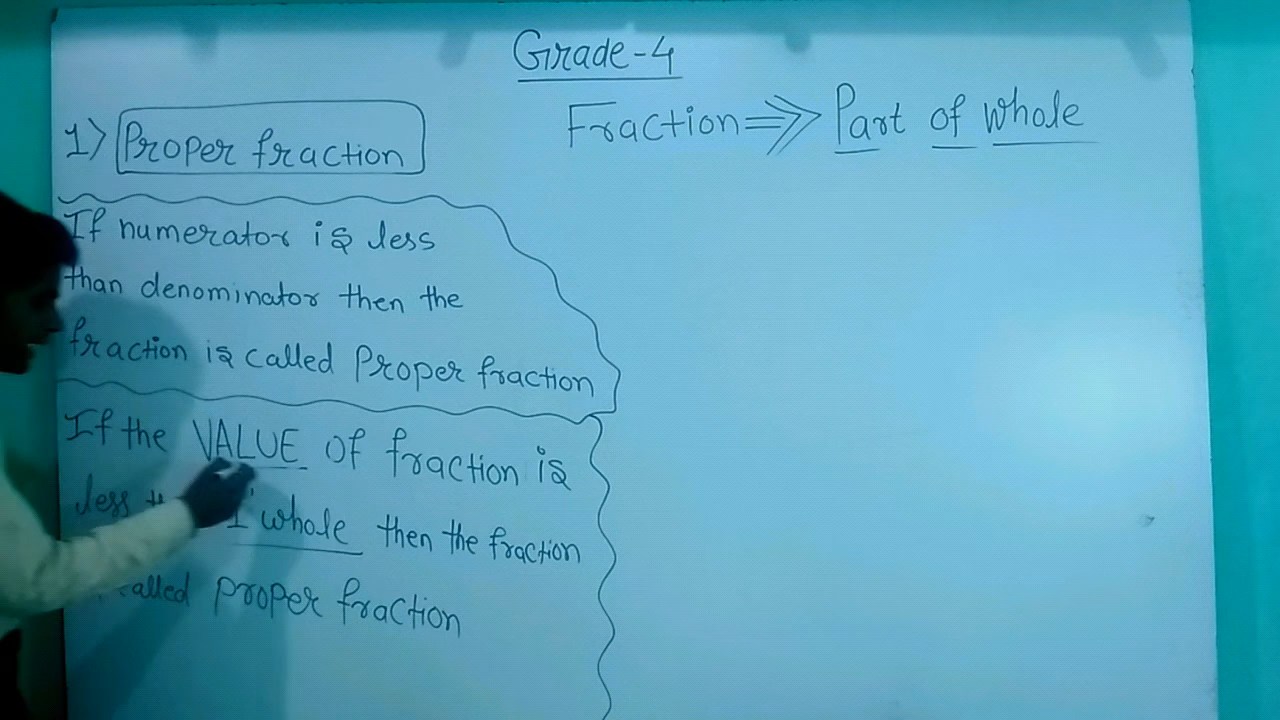 Grade-4
Fraction ⇒ Part of whole
1) Proper fraction
If numerator is less
than denominator then the
fraction is called Proper fraction
If the VALUE of fraction is
less 1 whole then the fraction
called proper fraction